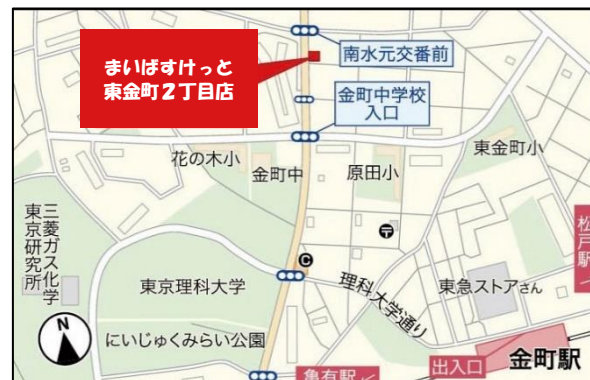 まいばすけっと
東金町2丁目店
南水元交番前
金町中学校
入口
花の木小
金町中
原田小
東金町小
三菱ガス化学
東京研究所
松戸駅
〒
C
東京理科大学
理科大学通り
東急ストアさん
N
にいじゅくみらい公園
亀有駅
出入口
金町駅